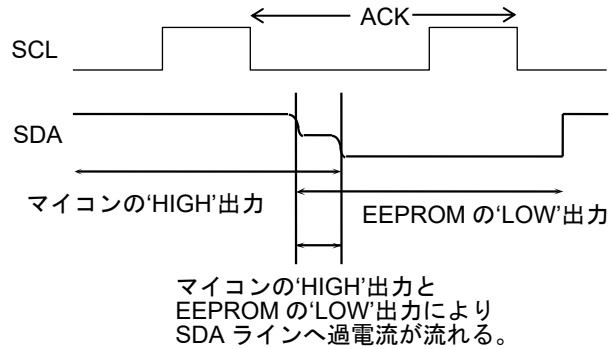 ACK
SCL
SDA
マイコンの‘HIGH’出力
EEPROM の‘LOW’出力
マイコンの‘HIGH’出力と
EEPROM の‘LOW’出力により
SDA ラインへ過電流が流れる。